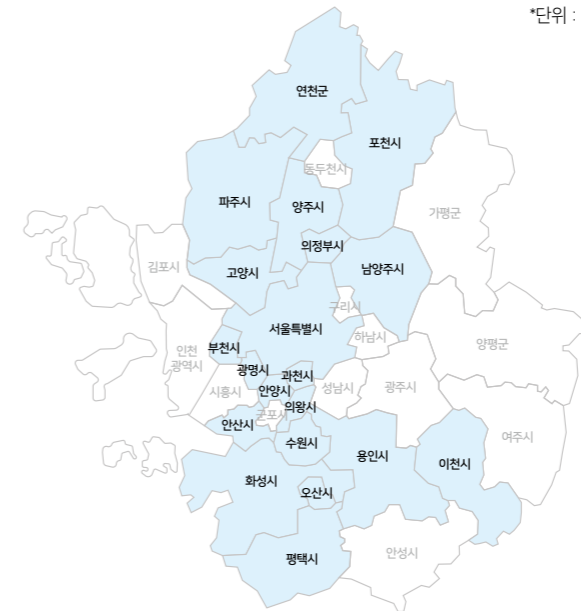 *단위 :
연천군
포천시
동두천시
파주시
양주시
가평군
의정부시
김포시
고양시
남양주시
구리시
서울특별시
하남시
양평군
부천시
인천
광역시
광명시
과천시
시흥시
안양시
성남시
광주시
군포시
의왕시
안산시
수원시
여주시
용인시
이천시
화성시
오산시
안성시
평택시